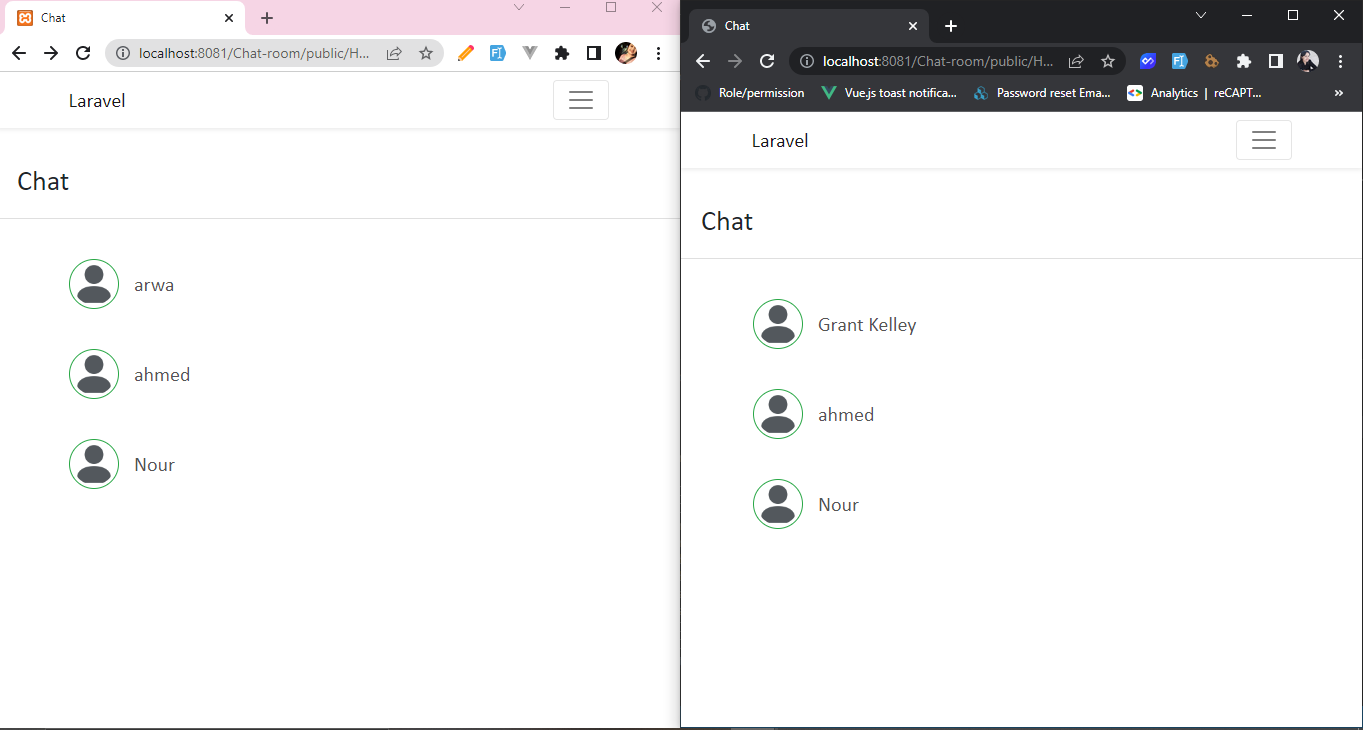 Chat
localhost:8081/Chat-room/public/H...
Laravel
Chat
arwa
ahmed
Nour
Chat
localhost:8081/Chat-room/public/H...
Role/permission
Vue.js toast notifica...
Password reset Ema...
Analytics | reCAPT...
»
Laravel
Chat
Grant Kelley
ahmed
Nour